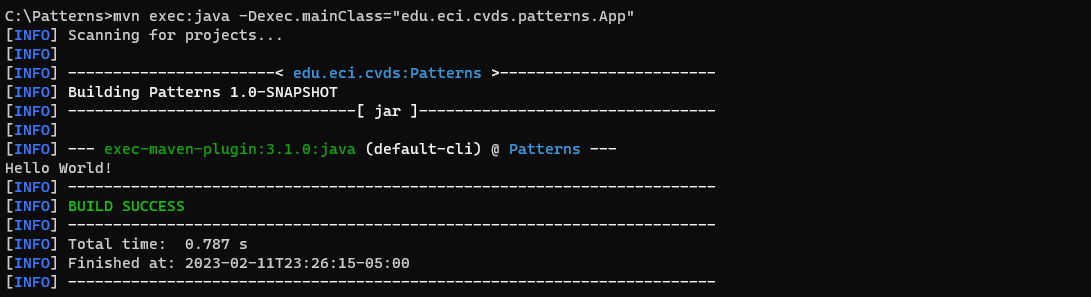 C:\Patterns>mvn exec:java -Dexec.mainClass="edu.eci.cvds.patterns.App"
[INFO] Scanning for projects...
[INFO]
[INFO] -----------------------< edu.eci.cvds:Patterns >------------------------
[INFO] Building Patterns 1.0-SNAPSHOT
[INFO] --------------------------------[ jar ]---------------------------------
[INFO]
[INFO] --- exec-maven-plugin:3.1.0:java (default-cli) @ Patterns ---
Hello World!
[INFO] ------------------------------------------------------------------------
[INFO] BUILD SUCCESS
[INFO] ------------------------------------------------------------------------
[INFO] Total time:  0.787 s
[INFO] Finished at: 2023-02-11T23:26:15-05:00
[INFO] ------------------------------------------------------------------------